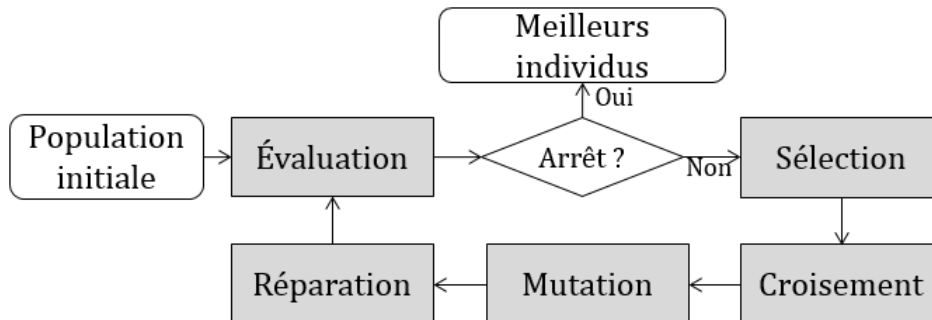 Meilleurs
individus
Oui
Population
initiale
Évaluation
Arrêt ?
Non
Sélection
Réparation
Mutation
Croisement